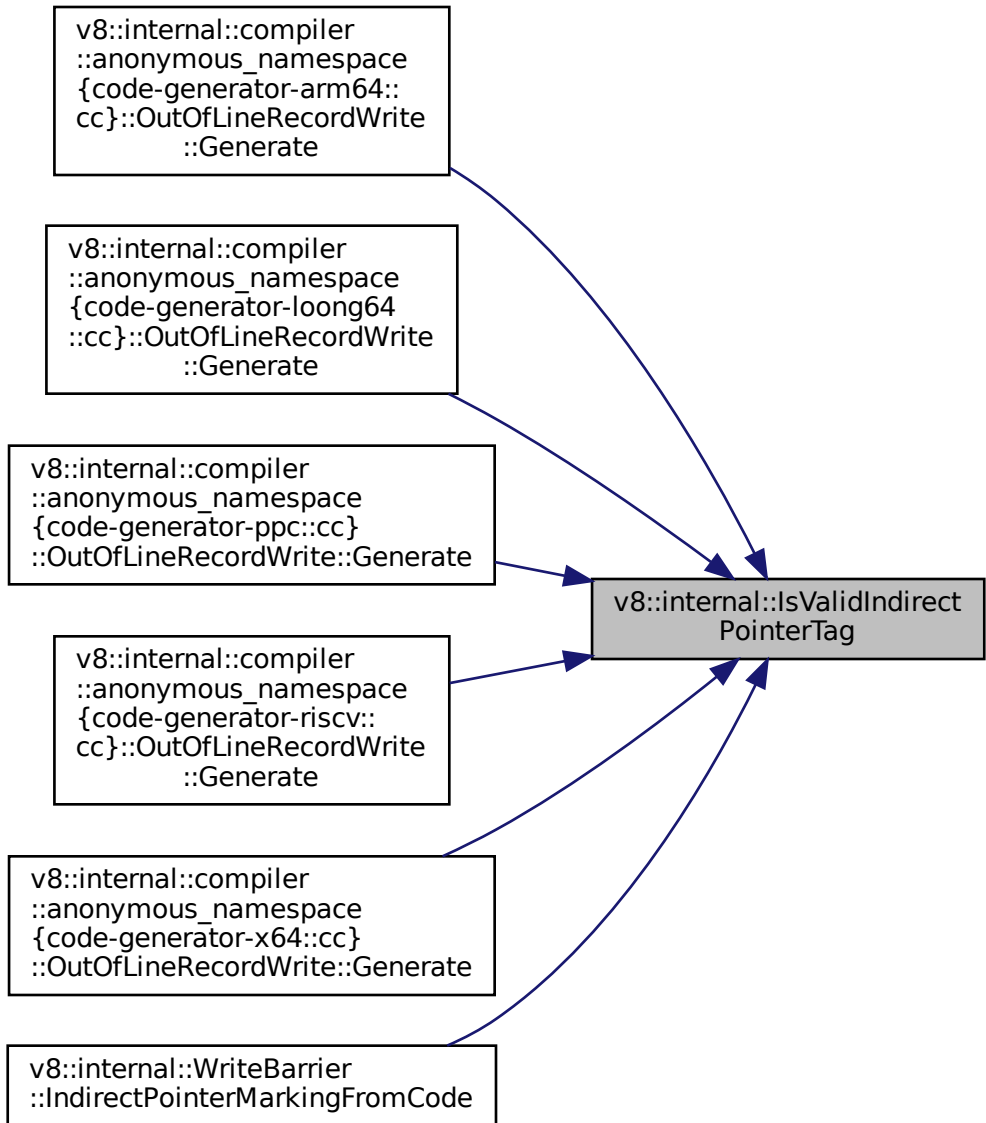 v8::internal::compiler
::anonymous_namespace
{code-generator-arm64::
cc}::OutOfLineRecordWrite
::Generate
v8::internal::compiler
::anonymous_namespace
{code-generator-loong64
::cc}::OutOfLineRecordWrite
::Generate
v8::internal::compiler
::anonymous_namespace
{code-generator-ppc::cc}
::OutOfLineRecordWrite::Generate
v8::internal::IsValidIndirect
PointerTag
v8::internal::compiler
::anonymous_namespace
{code-generator-riscv::
cc}::OutOfLineRecordWrite
::Generate
v8::internal::compiler
::anonymous_namespace
{code-generator-x64::cc}
::OutOfLineRecordWrite::Generate
v8::internal::WriteBarrier
::IndirectPointerMarkingFromCode